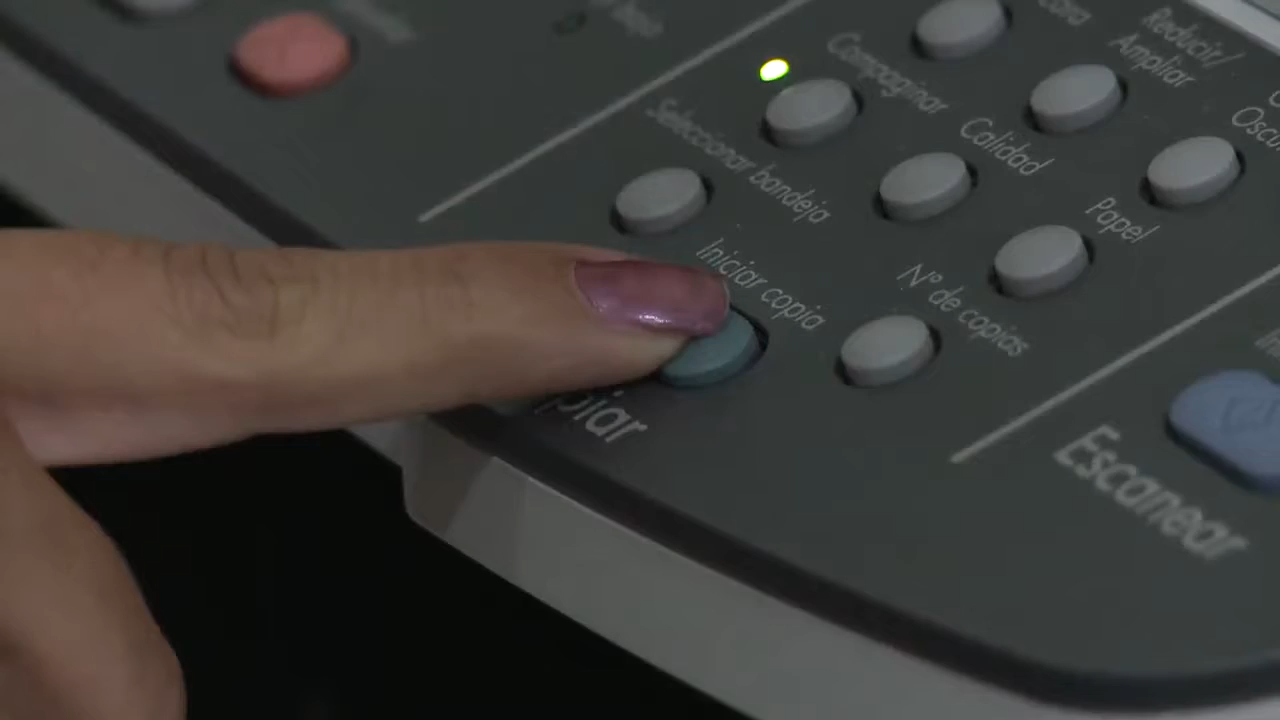 Reducir/
Ampliar
Compaginar
Calidad
Seleccionar bandeja
Papel
Iniciar copia
Nº de copias
Escanear